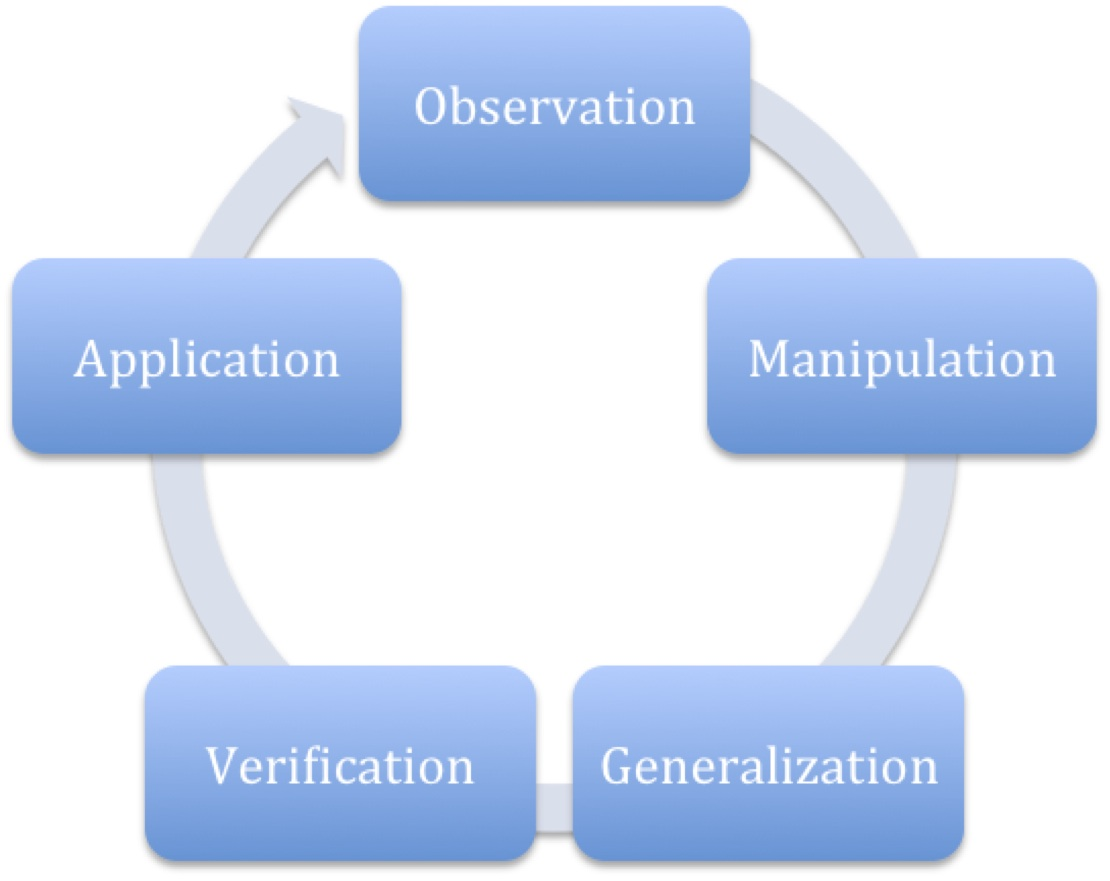 Observation
Manipulation
Generalization
Verification
Application